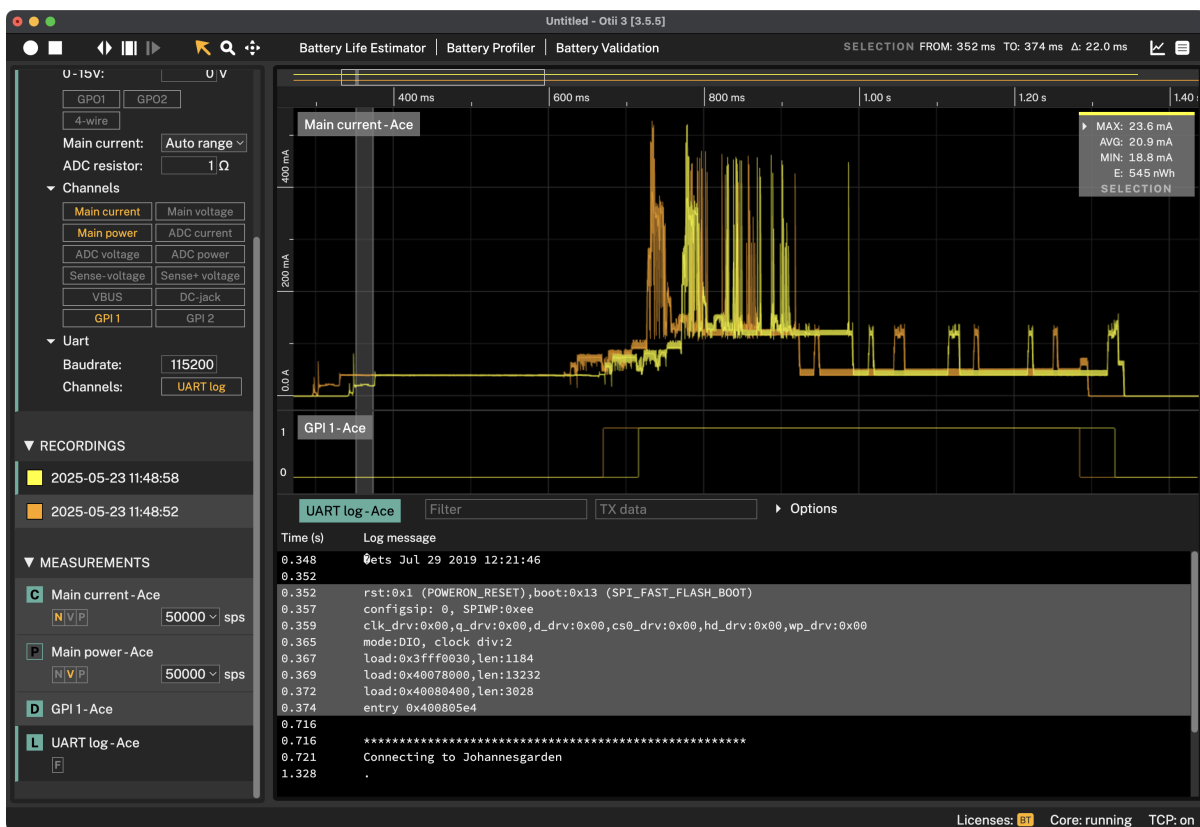 Untitled - Otii 3 [3.5.5]
Battery Life Estimator | Battery Profiler | Battery Validation
SELECTION FROM: 352 ms TO: 374 ms Δ: 22.0 ms
0-15V: 0 V
GPO1 GPO2
4-wire
Main current: Auto range
ADC resistor: 1 Ω
Channels
Main current Main voltage
Main power ADC current
ADC voltage ADC power
Sense-voltage Sense+ voltage
VBUS DC-jack
GPI 1 GPI 2
Uart
Baudrate: 115200
Channels: UART log
RECORDINGS
2025-05-23 11:48:58
2025-05-23 11:48:52
MEASUREMENTS
C Main current - Ace
N V P 50000 sps
P Main power - Ace
N V P 50000 sps
D GPI 1 - Ace
L UART log - Ace
F
400 ms 600 ms 800 ms 1.00 s 1.20 s 1.40
Main current - Ace
MAX: 23.6 mA
AVG: 20.9 mA
MIN: 18.8 mA
E: 545 nWh
SELECTION
400 mA
200 mA
0.0 A
GPI 1 - Ace
1
0
UART log - Ace Filter TX data Options
Time (s) Log message
0.348 �ets Jul 29 2019 12:21:46
0.352
0.352 rst:0x1 (POWERON_RESET),boot:0x13 (SPI_FAST_FLASH_BOOT)
0.357 configsip: 0, SPIWP:0xee
0.359 clk_drv:0x00,q_drv:0x00,d_drv:0x00,cs0_drv:0x00,hd_drv:0x00,wp_drv:0x00
0.365 mode:DIO, clock div:2
0.367 load:0x3fff0030,len:1184
0.369 load:0x40078000,len:13232
0.372 load:0x40080400,len:3028
0.374 entry 0x400805e4
0.716
0.716 *****************************************************
0.721 Connecting to Johannesgarden
1.328 .
Licenses: BT Core: running TCP: on